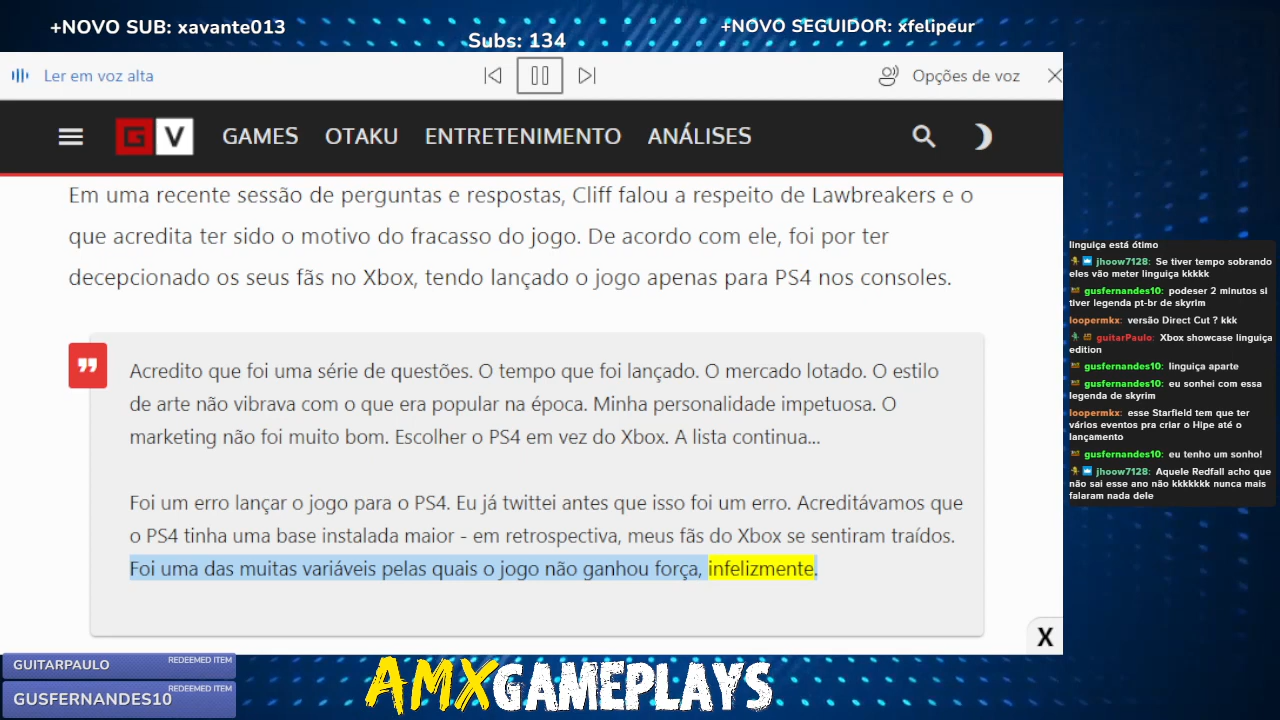 +NOVO SUB: xavante013
Subs: 134
+NOVO SEGUIDOR: xfelipeur
Ler em voz alta
Opções de voz
G V GAMES OTAKU ENTRETENIMENTO ANÁLISES
Em uma recente sessão de perguntas e respostas, Cliff falou a respeito de Lawbreakers e o
que acredita ter sido o motivo do fracasso do jogo. De acordo com ele, foi por ter
decepcionado os seus fãs no Xbox, tendo lançado o jogo apenas para PS4 nos consoles.
Acredito que foi uma série de questões. O tempo que foi lançado. O mercado lotado. O estilo
de arte não vibrava com o que era popular na época. Minha personalidade impetuosa. O
marketing não foi muito bom. Escolher o PS4 em vez do Xbox. A lista continua...
Foi um erro lançar o jogo para o PS4. Eu já twittei antes que isso foi um erro. Acreditávamos que
o PS4 tinha uma base instalada maior - em retrospectiva, meus fãs do Xbox se sentiram traídos.
Foi uma das muitas variáveis pelas quais o jogo não ganhou força, infelizmente.
X
linguiça está ótimo
jhoow7128: Se tiver tempo sobrando
eles vão meter linguiça kkkkk
gusfernandes10: podeser 2 minutos si
tiver legenda pt-br de skyrim
loopermkx: versão Direct Cut ? kkk
guitarPaulo: Xbox showcase linguiça
edition
gusfernandes10: linguiça aparte
gusfernandes10: eu sonhei com essa
legenda de skyrim
loopermkx: esse Starfield tem que ter
vários eventos pra criar o Hipe até o
lançamento
gusfernandes10: eu tenho um sonho!
jhoow7128: Aquele Redfall acho que
não sai esse ano não kkkkkkk nunca mais
falaram nada dele
GUITARPAULO REDEEMED ITEM
GUSFERNANDES10 REDEEMED ITEM
AMXGAMEPLAYS